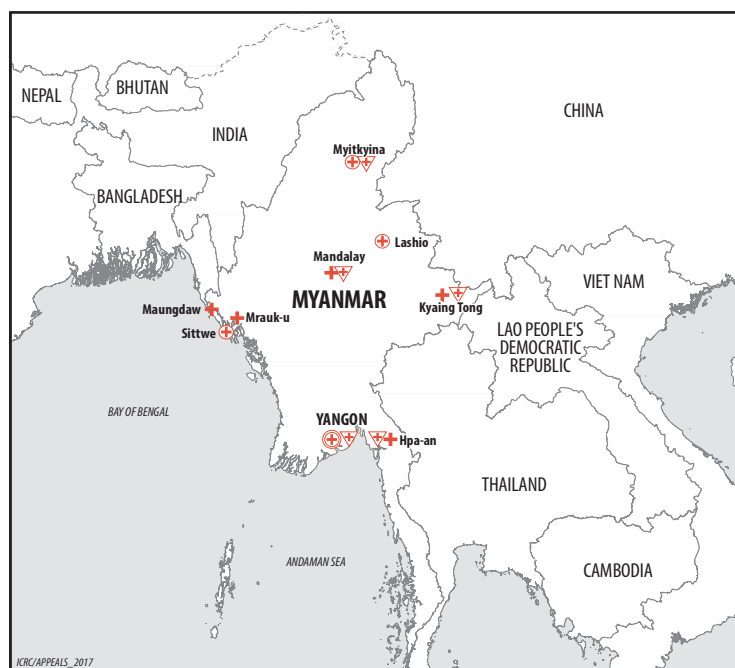 NEPAL
BHUTAN
CHINA
INDIA
Myitkyina
BANGLADESH
Lashio
Mandalay
VIET NAM
MYANMAR
Kyaing Tong
Maungdaw
Mrauk-u
Sittwe
LAO PEOPLE'S
DEMOCRATIC
REPUBLIC
BAY OF BENGAL
YANGON
Hpa-an
THAILAND
ANDAMAN SEA
CAMBODIA
ICRC/APPEALS_2017